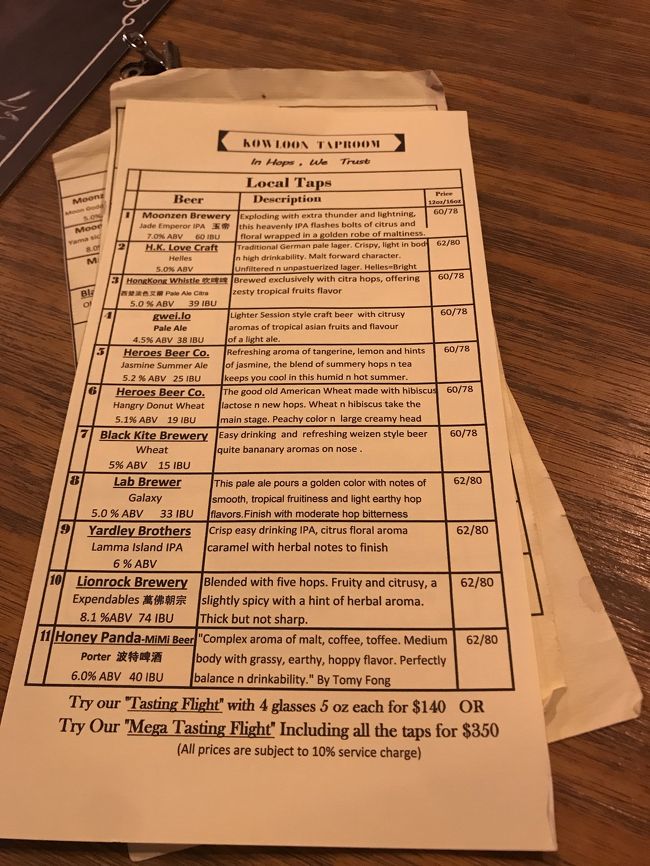 KOWLOON TAPROOM
In Hops, We Trust
Local Taps
Beer Description Price 12oz/16oz
1 Moonzen Brewery Exploding with extra thunder and lightning, 60/78
Jade Emperor IPA 玉帝 this heavenly IPA flashes bolts of citrus and
7.0% ABV 60 IBU floral wrapped in a golden robe of maltiness.
2 H.K. Love Craft Traditional German pale lager. Crispy, light in body 62/80
Helles n high drinkability. Malt forward character.
5.0% ABV Unfiltered n unpastuerized lager. Helles=Bright
3 HongKong Whistle 吹啤啤 Brewed exclusively with citra hops, offering 60/78
西楚淡色艾爾 Pale Ale Citra zesty tropical fruits flavor
5.0 % ABV 39 IBU
4 gwei.lo Lighter Session style craft beer with citrusy 60/78
Pale Ale aromas of tropical asian fruits and flavour
4.5% ABV 38 IBU of a light ale.
5 Heroes Beer Co. Refreshing aroma of tangerine, lemon and hints 60/78
Jasmine Summer Ale of jasmine, the blend of summery hops n tea
5.2 % ABV 25 IBU keeps you cool in this humid n hot summer.
6 Heroes Beer Co. The good old American Wheat made with hibiscus 60/78
Hangry Donut Wheat lactose n new hops. Wheat n hibiscus take the
5.1% ABV 19 IBU main stage. Peachy color n large creamy head
7 Black Kite Brewery Easy drinking and refreshing weizen style beer 60/78
Wheat quite bananary aromas on nose .
5% ABV 15 IBU
8 Lab Brewer This pale ale pours a golden color with notes of 62/80
Galaxy smooth, tropical fruitiness and light earthy hop
5.0 % ABV 33 IBU flavors.Finish with moderate hop bitterness
9 Yardley Brothers Crisp easy drinking IPA, citrus floral aroma 62/80
Lamma Island IPA caramel with herbal notes to finish
6 % ABV
10 Lionrock Brewery Blended with five hops. Fruity and citrusy, a 62/80
Expendables 萬佛朝宗 slightly spicy with a hint of herbal aroma.
8.1 %ABV 74 IBU Thick but not sharp.
11 Honey Panda-MiMi Beer "Complex aroma of malt, coffee, toffee. Medium 62/80
Porter 波特啤酒 body with grassy, earthy, hoppy flavor. Perfectly
6.0% ABV 40 IBU balance n drinkability." By Tomy Fong
Try our "Tasting Flight" with 4 glasses 5 oz each for $140 OR
Try Our "Mega Tasting Flight" Including all the taps for $350
(All prices are subject to 10% service charge)